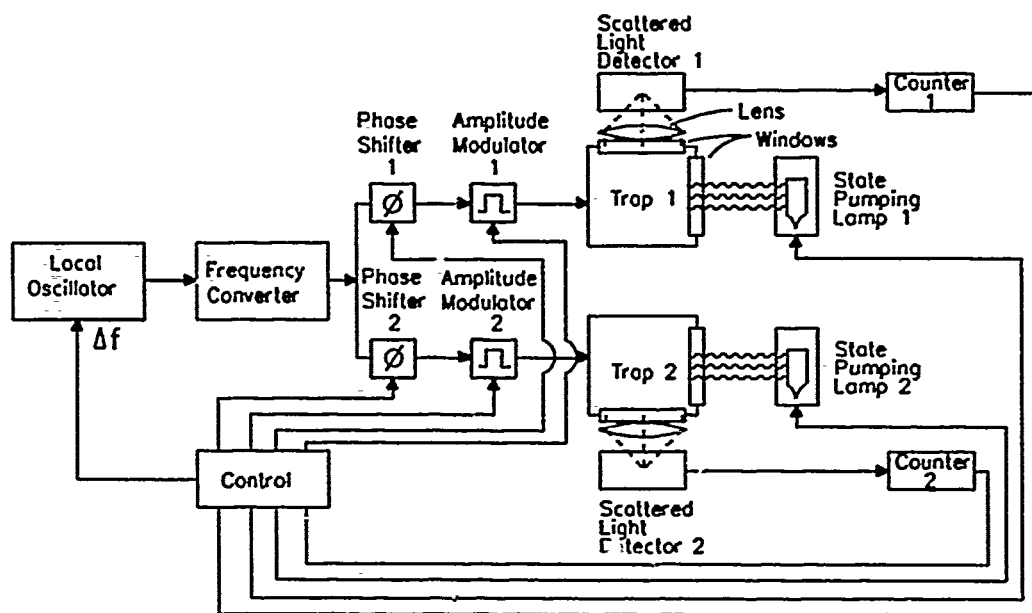 Scattered
Light
Detector 1
Counter
1
Lens
Windows
Phase
Shifter
1
Amplitude
Modulator
1
Ø
Trap 1
State
Pumping
Lamp 1
Local
Oscillator
Frequency
Converter
Phase
Shifter
2
Amplitude
Modulator
2
Δf
Ø
Trap 2
State
Pumping
Lamp 2
Control
Counter
2
Scattered
Light
Detector 2